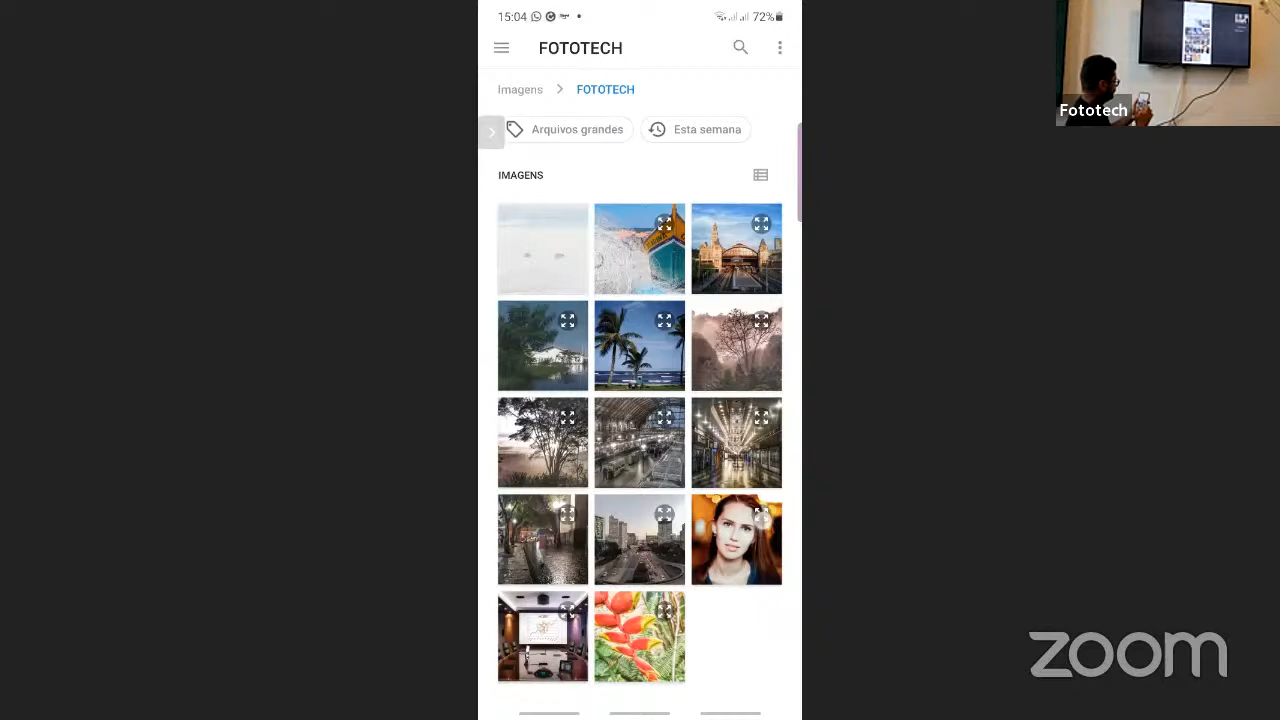 15:04
72%
FOTOTECH
Imagens
FOTOTECH
Arquivos grandes
Esta semana
IMAGENS
Fototech
zoom